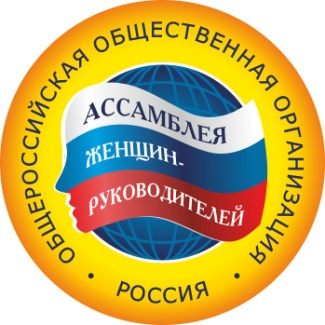 ОБЩЕРОССИЙСКАЯ ОБЩЕСТВЕННАЯ ОРГАНИЗАЦИЯ
АССАМБЛЕЯ
ЖЕНЩИН-
РУКОВОДИТЕЛЕЙ
• РОССИЯ •